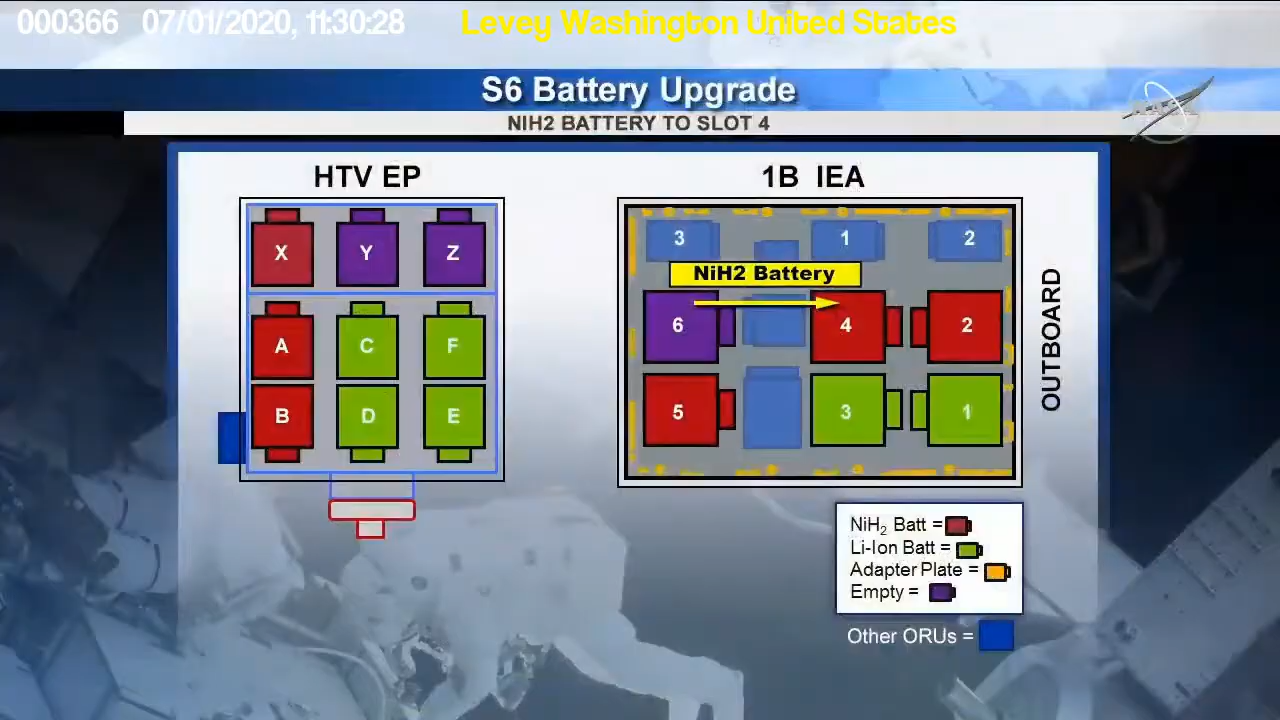 000366 07/01/2020, 11:30:28 Levey Washington United States
S6 Battery Upgrade
NIH2 BATTERY TO SLOT 4
NASA
HTV EP
1B IEA
X Y Z
3 1 2
NiH2 Battery
6 4 2
A C F
5 3 1
B D E
OUTBOARD
NiH2 Batt =
Li-Ion Batt =
Adapter Plate =
Empty =
Other ORUs =